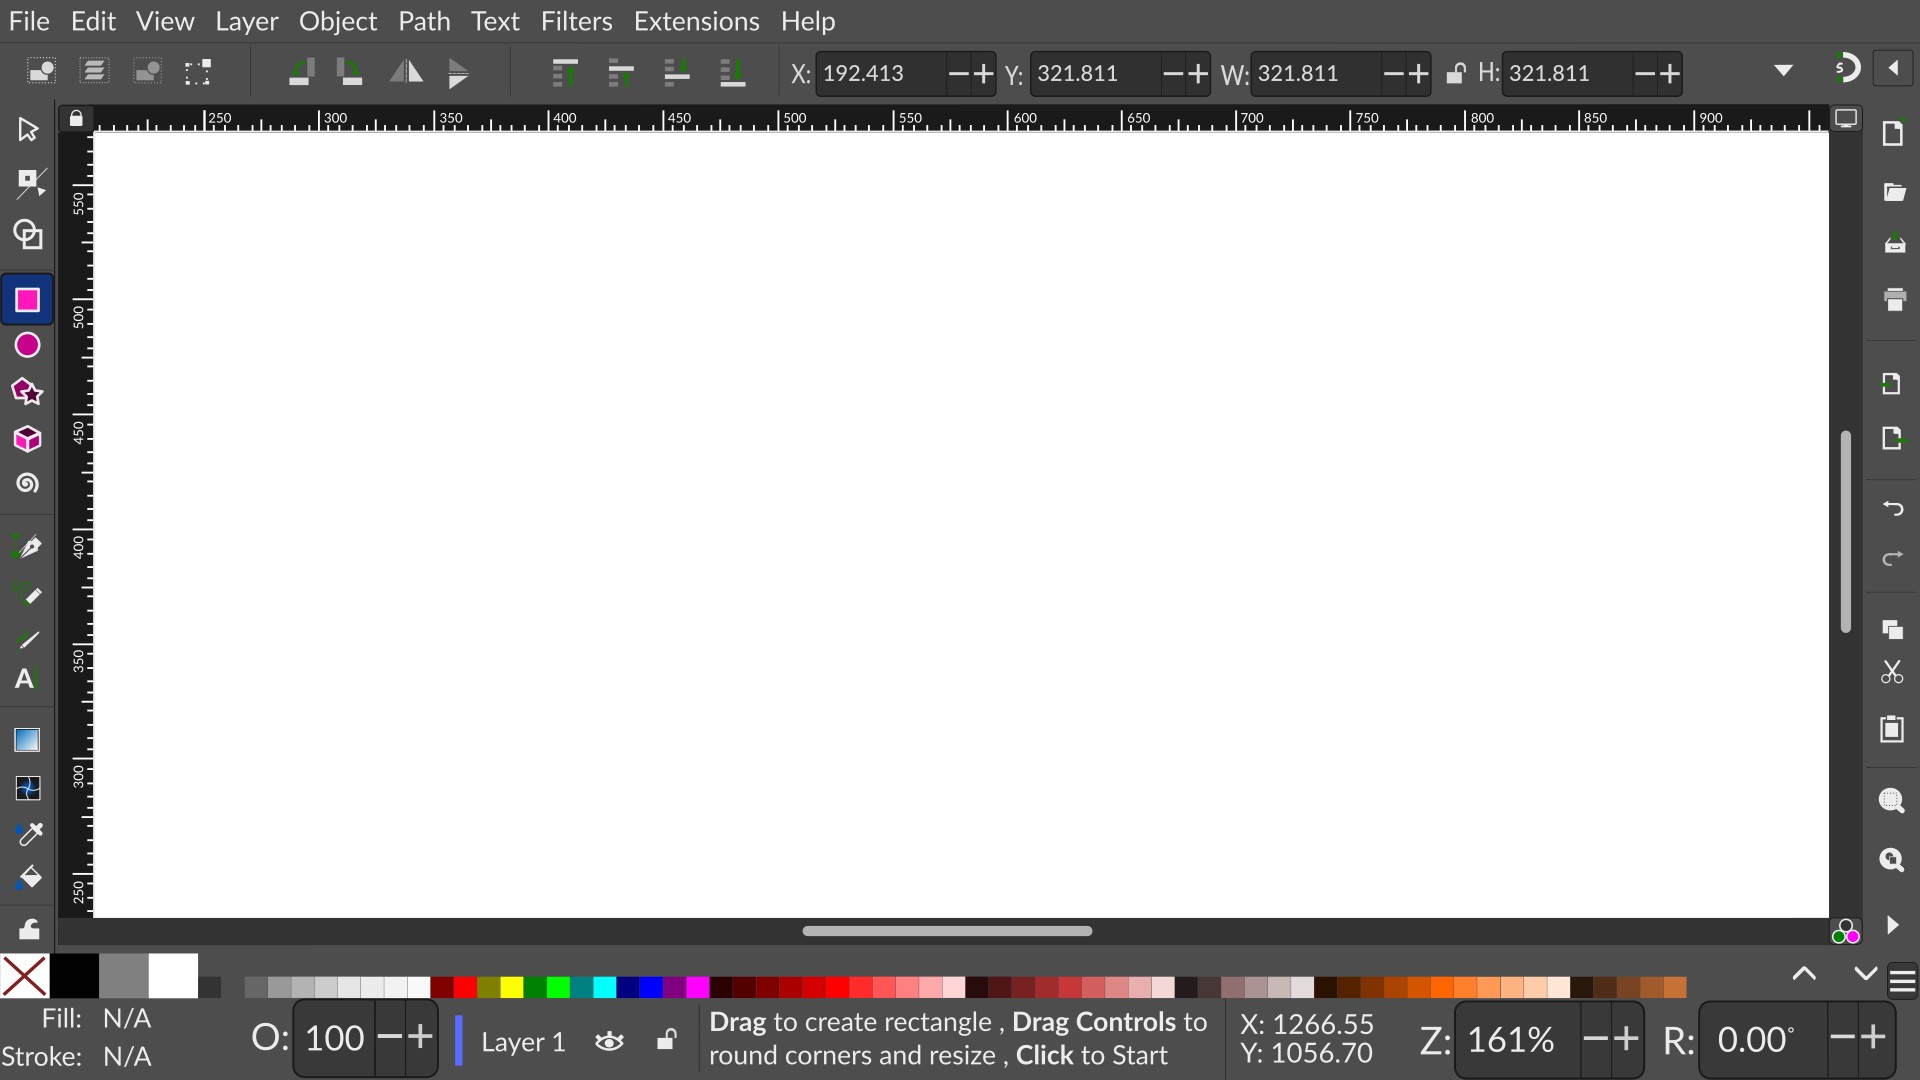 File Edit View Layer Object Path Text Filters Extensions Help
X: 192.413 Y: 321.811 W: 321.811 H: 321.811
250 300 350 400 450 500 550 600 650 700 750 800 850 900
550
500
450
400
350
300
250
Fill: N/A
Stroke: N/A
O: 100
Layer 1
Drag to create rectangle , Drag Controls to
round corners and resize , Click to Start
X: 1266.55
Y: 1056.70
Z: 161%
R: 0.00°